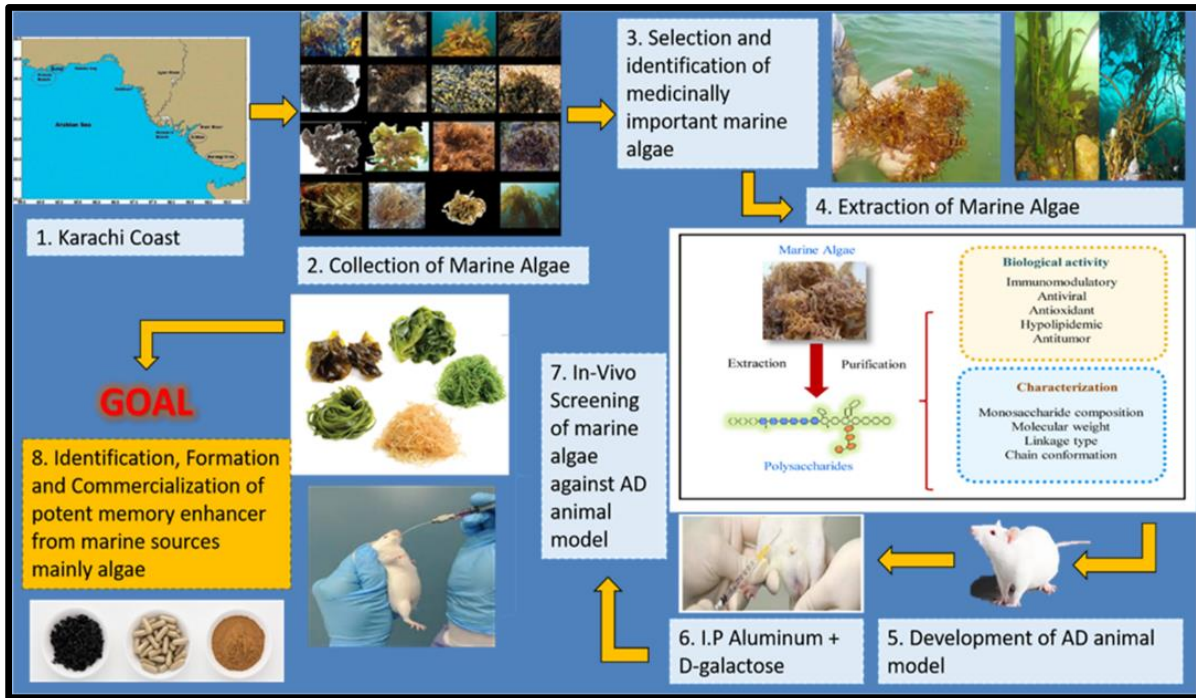 Arabian Sea
1. Karachi Coast
2. Collection of Marine Algae
3. Selection and
identification of
medicinally
important marine
algae
4. Extraction of Marine Algae
Marine Algae
Extraction
Purification
Polysaccharides
Biological activity
Immunomodulatory
Antiviral
Antioxidant
Hypolipidemic
Antitumor
Characterization
Monosaccharide composition
Molecular weight
Linkage type
Chain conformation
5. Development of AD animal
model
6. I.P Aluminum +
D-galactose
7. In-Vivo
Screening
of marine
algae
against AD
animal
model
GOAL
8. Identification, Formation
and Commercialization of
potent memory enhancer
from marine sources
mainly algae